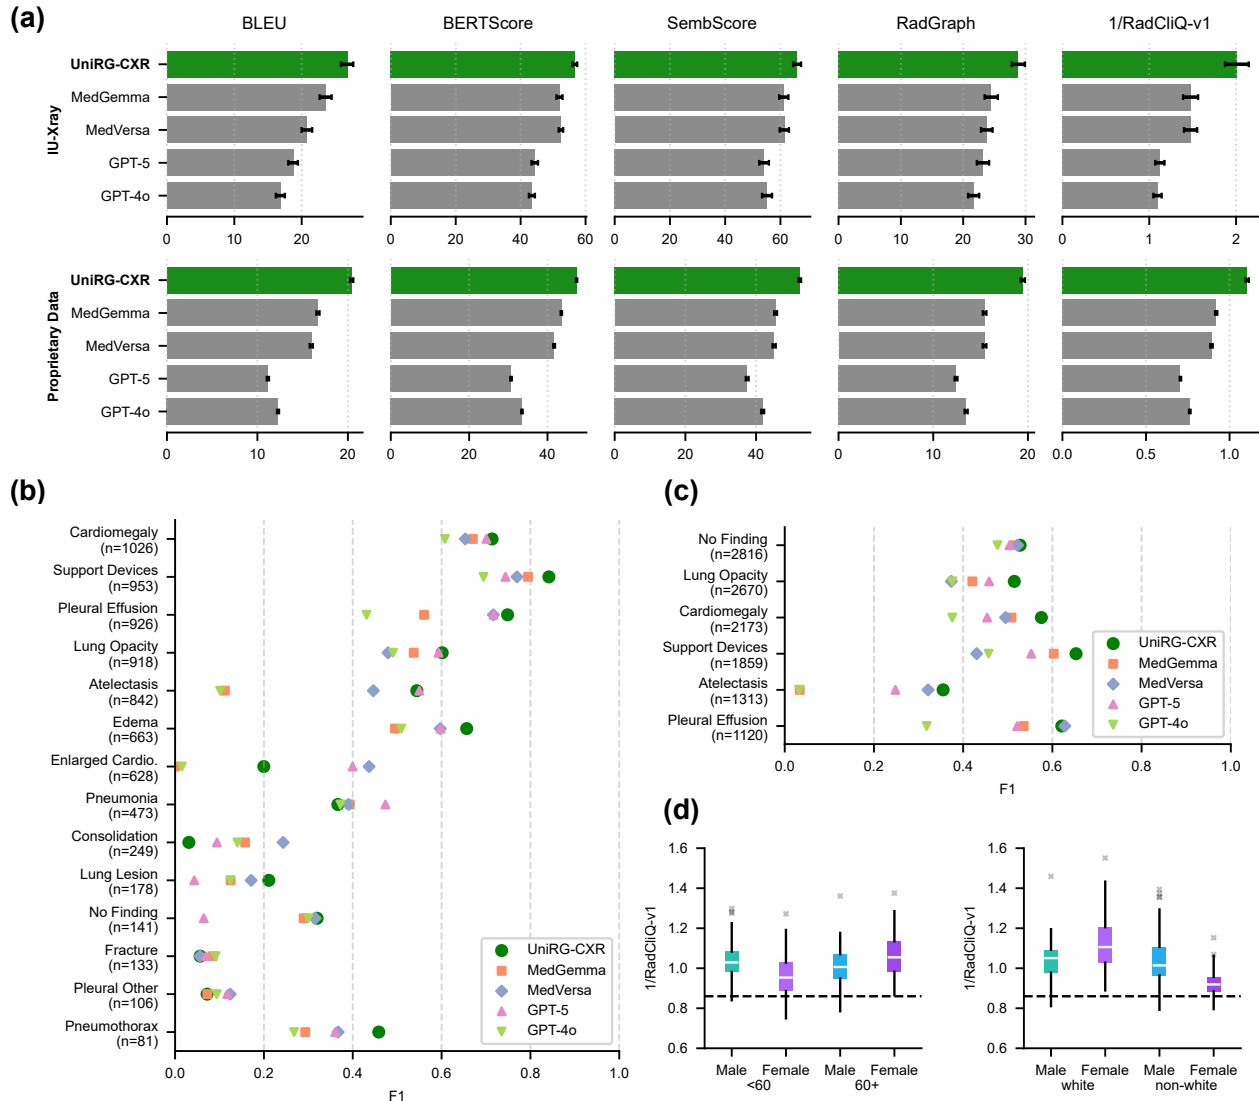 (a)
BLEU BERTScore SembScore RadGraph 1/RadCliQ-v1
IU-Xray
UniRG-CXR
MedGemma
MedVersa
GPT-5
GPT-4o
0 10 20 0 20 40 60 0 20 40 60 0 10 20 30 0 1 2
Proprietary Data
UniRG-CXR
MedGemma
MedVersa
GPT-5
GPT-4o
0 10 20 0 20 40 0 20 40 0 10 20 0.0 0.5 1.0
(b)
Cardiomegaly
(n=1026)
Support Devices
(n=953)
Pleural Effusion
(n=926)
Lung Opacity
(n=918)
Atelectasis
(n=842)
Edema
(n=663)
Enlarged Cardio.
(n=628)
Pneumonia
(n=473)
Consolidation
(n=249)
Lung Lesion
(n=178)
No Finding
(n=141)
Fracture
(n=133)
Pleural Other
(n=106)
Pneumothorax
(n=81)
UniRG-CXR
MedGemma
MedVersa
GPT-5
GPT-4o
0.0 0.2 0.4 0.6 0.8 1.0
F1
(c)
No Finding
(n=2816)
Lung Opacity
(n=2670)
Cardiomegaly
(n=2173)
Support Devices
(n=1859)
Atelectasis
(n=1313)
Pleural Effusion
(n=1120)
UniRG-CXR
MedGemma
MedVersa
GPT-5
GPT-4o
0.0 0.2 0.4 0.6 0.8 1.0
F1
(d)
1/RadCliQ-v1
1.6
1.4
1.2
1.0
0.8
0.6
Male Female Male Female
<60 60+
1/RadCliQ-v1
1.6
1.4
1.2
1.0
0.8
0.6
Male Female Male Female
white non-white